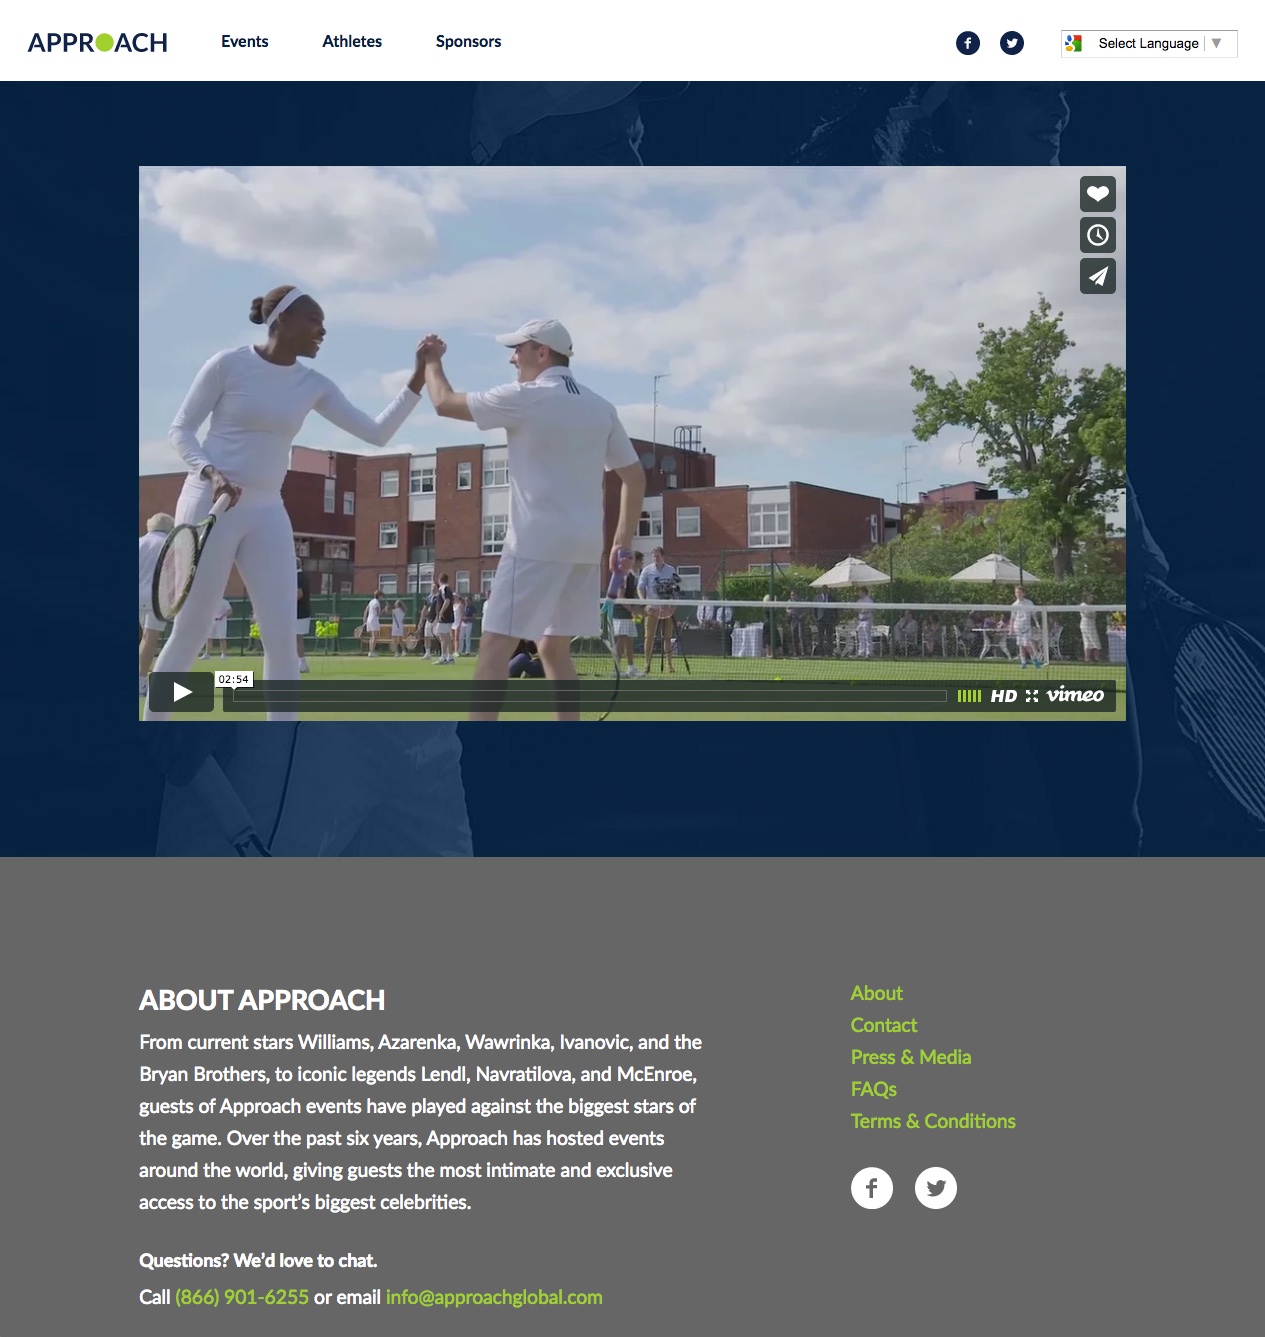 APPROACH
Events
Athletes
Sponsors
Select Language
02:54
HD
vimeo
ABOUT APPROACH
From current stars Williams, Azarenka, Wawrinka, Ivanovic, and the
Bryan Brothers, to iconic legends Lendl, Navratilova, and McEnroe,
guests of Approach events have played against the biggest stars of
the game. Over the past six years, Approach has hosted events
around the world, giving guests the most intimate and exclusive
access to the sport’s biggest celebrities.
Questions? We’d love to chat.
Call (866) 901-6255 or email info@approachglobal.com
About
Contact
Press & Media
FAQs
Terms & Conditions